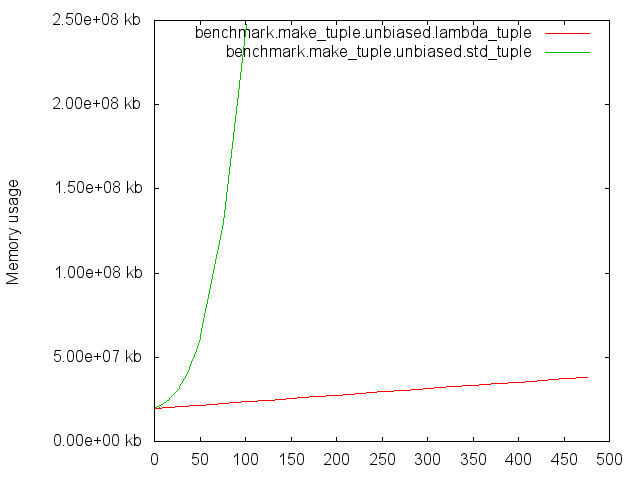 2.50e+08 kb
benchmark.make_tuple.unbiased.lambda_tuple
benchmark.make_tuple.unbiased.std_tuple
2.00e+08 kb
1.50e+08 kb
Memory usage
1.00e+08 kb
5.00e+07 kb
0.00e+00 kb
0 50 100 150 200 250 300 350 400 450 500